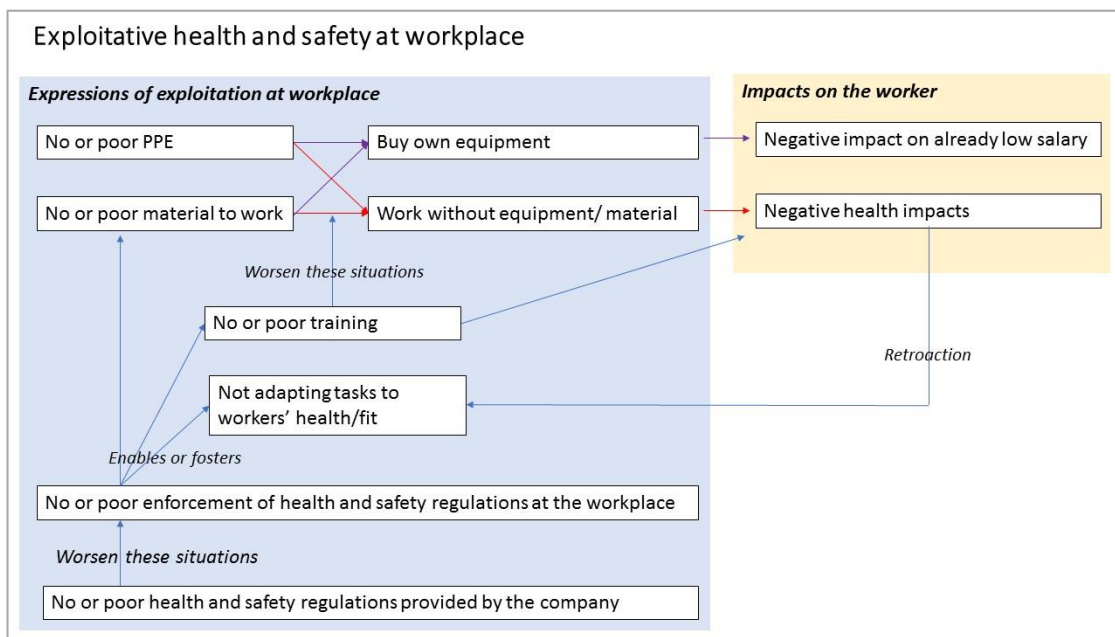 Exploitative health and safety at workplace
Expressions of exploitation at workplace
Impacts on the worker
No or poor PPE
Buy own equipment
Negative impact on already low salary
No or poor material to work
Work without equipment/ material
Negative health impacts
Worsen these situations
No or poor training
Retroaction
Not adapting tasks to
workers’ health/fit
Enables or fosters
No or poor enforcement of health and safety regulations at the workplace
Worsen these situations
No or poor health and safety regulations provided by the company